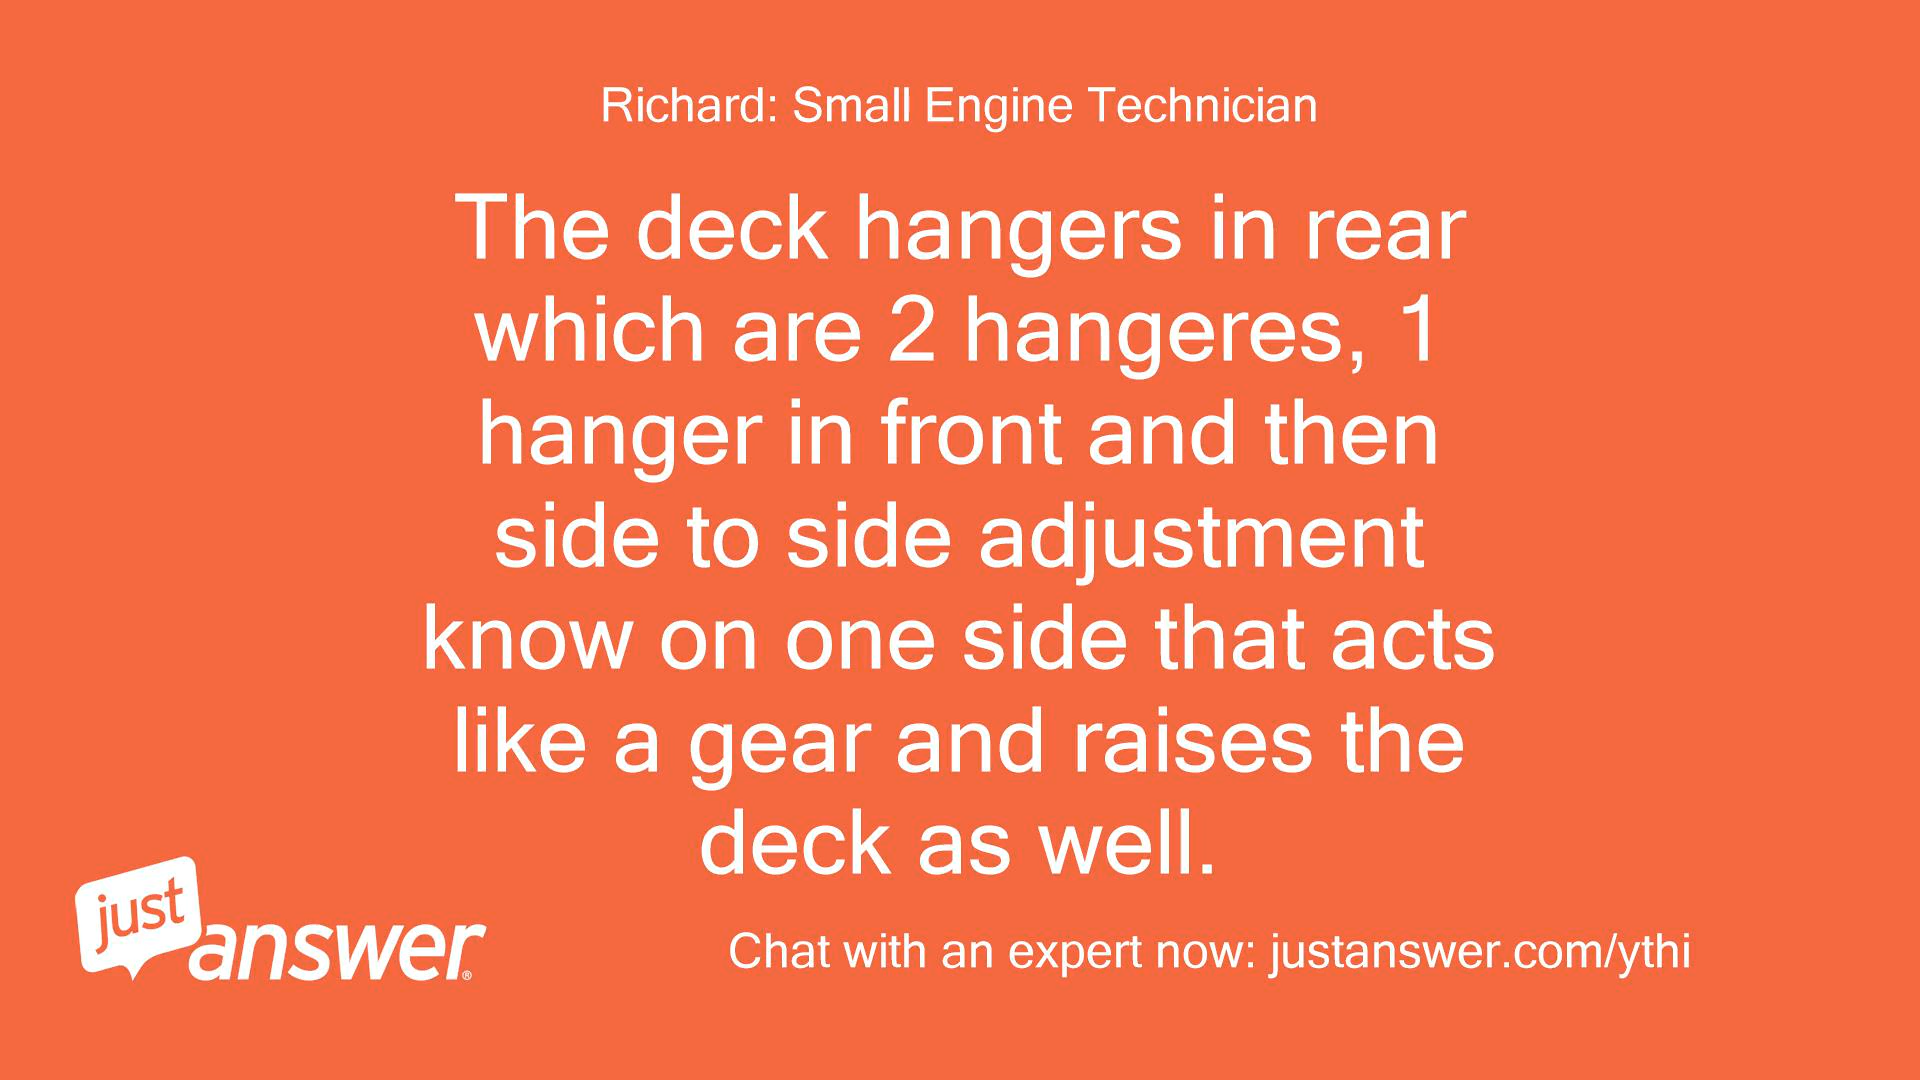 Richard: Small Engine Technician
The deck hangers in rear
which are 2 hangeres, 1
hanger in front and then
side to side adjustment
know on one side that acts
like a gear and raises the
deck as well.
just
answer®
Chat with an expert now: justanswer.com/ythi